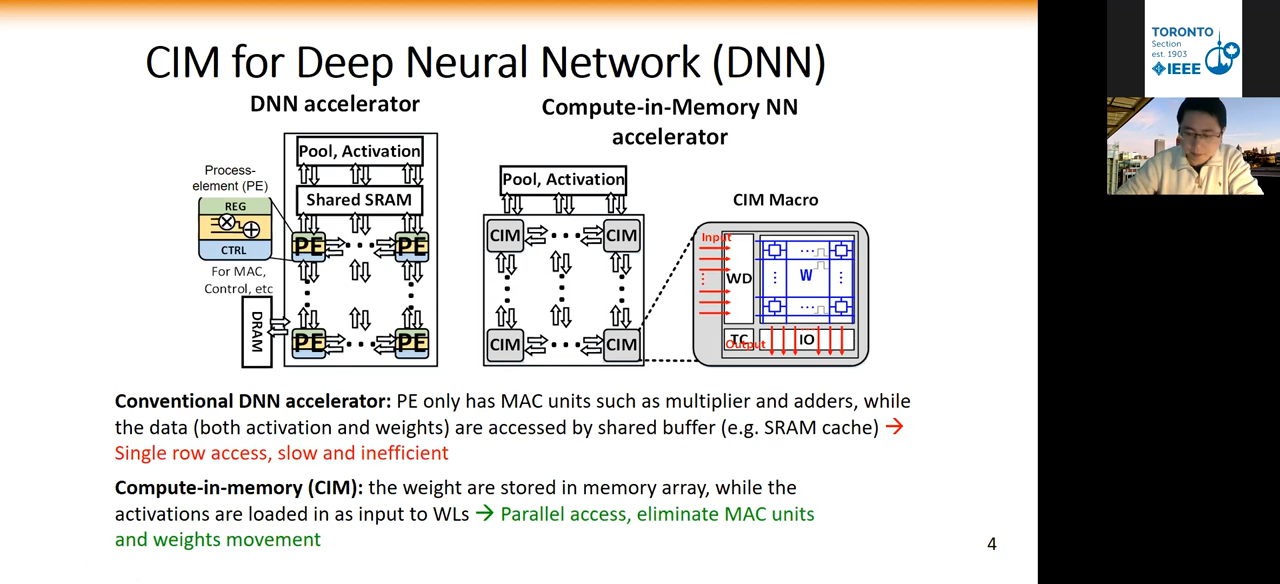 CIM for Deep Neural Network (DNN)
DNN accelerator
Pool, Activation
Shared SRAM
Process-
element (PE)
REG
CTRL
For MAC,
Control, etc
DRAM
PE
PE
PE
PE
Compute-in-Memory NN
accelerator
Pool, Activation
CIM
CIM
CIM
CIM
CIM Macro
Input
WD
W
TC
Output
IO
Conventional DNN accelerator: PE only has MAC units such as multiplier and adders, while
the data (both activation and weights) are accessed by shared buffer (e.g. SRAM cache) →
Single row access, slow and inefficient
Compute-in-memory (CIM): the weight are stored in memory array, while the
activations are loaded in as input to WLs → Parallel access, eliminate MAC units
and weights movement
4
TORONTO
Section
est. 1903
IEEE